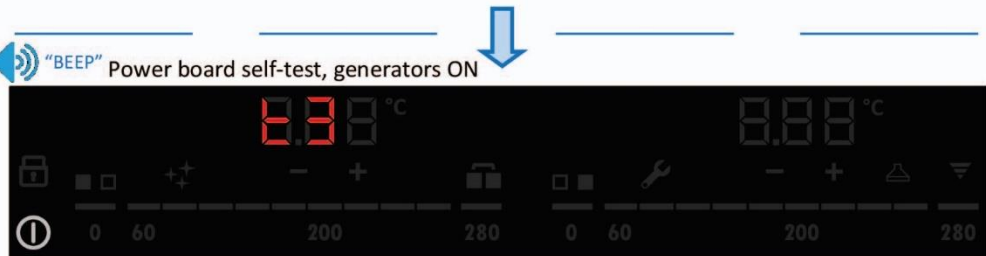 "BEEP" Power board self-test, generators ON
t3 °C 8.88 °C
− + − +
0 60 200 280 0 60 200 280